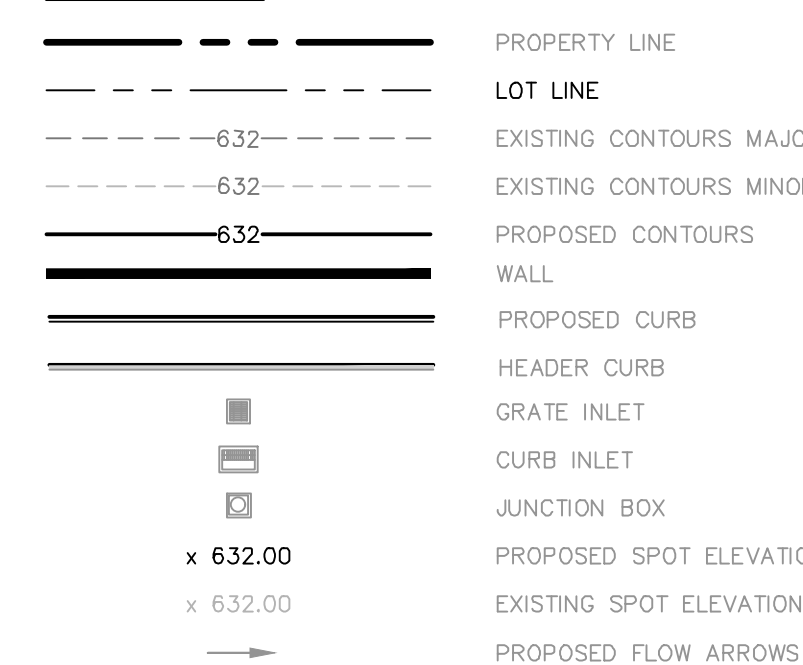 PROPERTY LINE
LOT LINE
632 EXISTING CONTOURS MAJO
632 EXISTING CONTOURS MINO
632 PROPOSED CONTOURS
WALL
PROPOSED CURB
HEADER CURB
GRATE INLET
CURB INLET
JUNCTION BOX
x 632.00 PROPOSED SPOT ELEVATIO
x 632.00 EXISTING SPOT ELEVATION
PROPOSED FLOW ARROWS